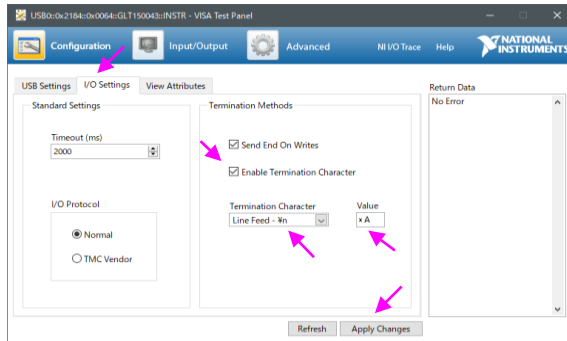 USB0::0x2184::0x0064::GLT150043::INSTR - VISA Test Panel
Configuration Input/Output Advanced NI I/O Trace Help NATIONAL INSTRUMENTS
USB Settings I/O Settings View Attributes
Return Data
No Error
Standard Settings
Timeout (ms)
2000
I/O Protocol
Normal
TMC Vendor
Termination Methods
Send End On Writes
Enable Termination Character
Termination Character Value
Line Feed - ¥n × A
Refresh Apply Changes